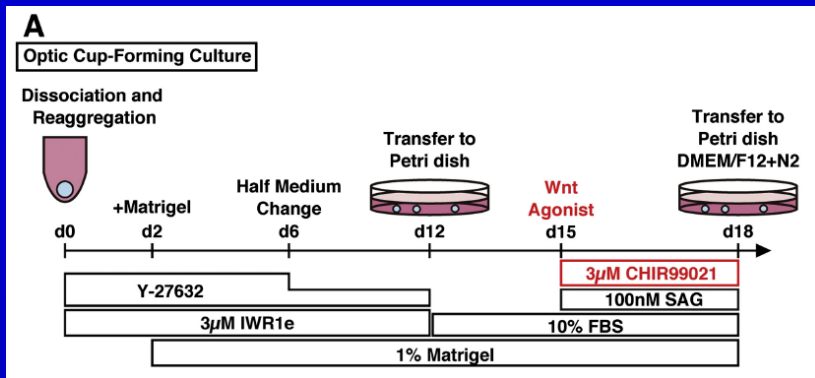 A
Optic Cup-Forming Culture
Dissociation and
Reaggregation
+Matrigel
Half Medium
Change
Transfer to
Petri dish
Wnt
Agonist
Transfer to
Petri dish
DMEM/F12+N2
d0
d2
d6
d12
d15
d18
3µM CHIR99021
Y-27632
100nM SAG
3µM IWR1e
10% FBS
1% Matrigel